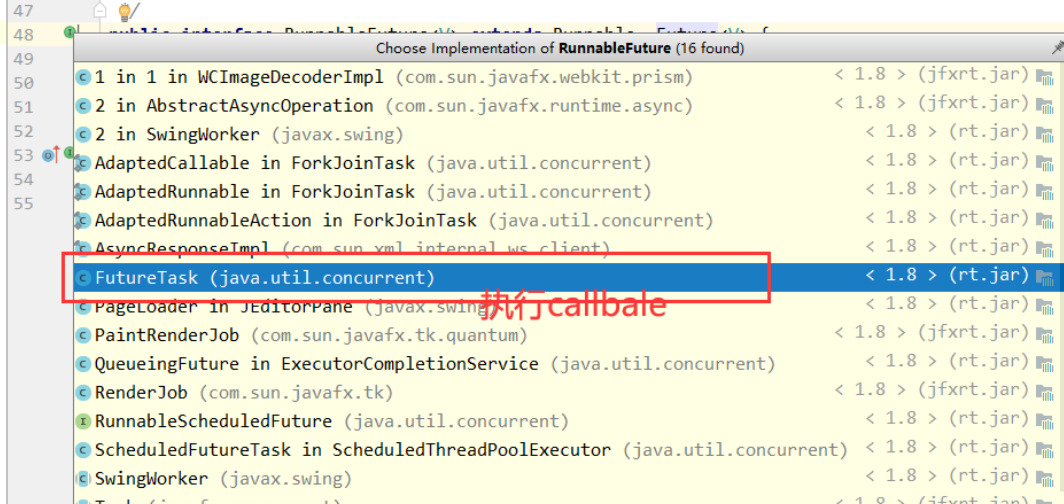 47
48 public interface RunnableFuture<V> extends Runnable, Future<V> {
Choose Implementation of RunnableFuture (16 found)
49
1 in 1 in WCImageDecoderImpl (com.sun.javafx.webkit.prism) < 1.8 > (jfxrt.jar)
50
2 in AbstractAsyncOperation (com.sun.javafx.runtime.async) < 1.8 > (jfxrt.jar)
51
2 in SwingWorker (javax.swing) < 1.8 > (rt.jar)
52
53 AdaptedCallable in ForkJoinTask (java.util.concurrent) < 1.8 > (rt.jar)
54
AdaptedRunnable in ForkJoinTask (java.util.concurrent) < 1.8 > (rt.jar)
55
AdaptedRunnableAction in ForkJoinTask (java.util.concurrent) < 1.8 > (rt.jar)
AsyncResponseImpl (com.sun.xml.internal.ws.client) < 1.8 > (rt.jar)
FutureTask (java.util.concurrent) < 1.8 > (rt.jar)
PageLoader in JEditorPane (javax.swing) < 1.8 > (rt.jar)
执行callbale
PaintRenderJob (com.sun.javafx.tk.quantum) < 1.8 > (jfxrt.jar)
QueueingFuture in ExecutorCompletionService (java.util.concurrent) < 1.8 > (rt.jar)
RenderJob (com.sun.javafx.tk) < 1.8 > (jfxrt.jar)
RunnableScheduledFuture (java.util.concurrent) < 1.8 > (rt.jar)
ScheduledFutureTask in ScheduledThreadPoolExecutor (java.util.concurrent) < 1.8 > (rt.jar)
SwingWorker (javax.swing) < 1.8 > (rt.jar)